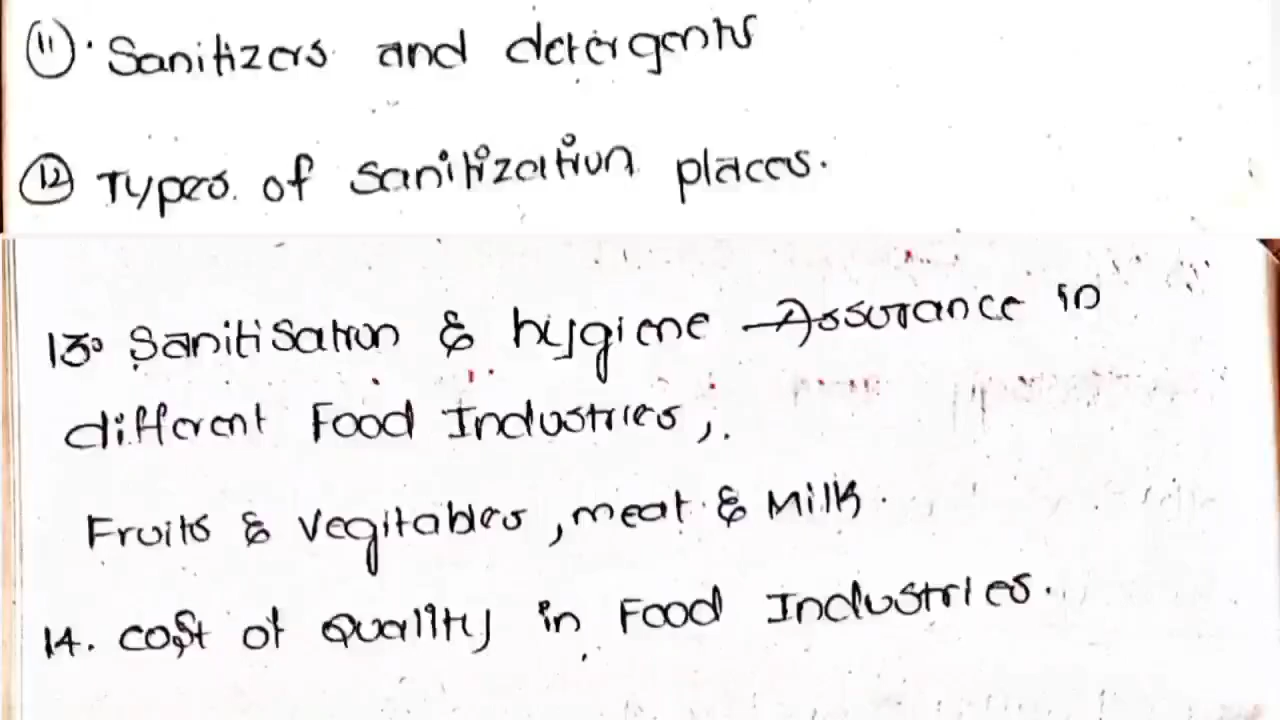 11. Sanitizers and detergents
12 Types of sanitization places.
13. Sanitisation & hygiene Assurance in
different Food Industries,.
Fruits & Vegitables, meat & Milk.
14. cost of Quality in Food Industries.